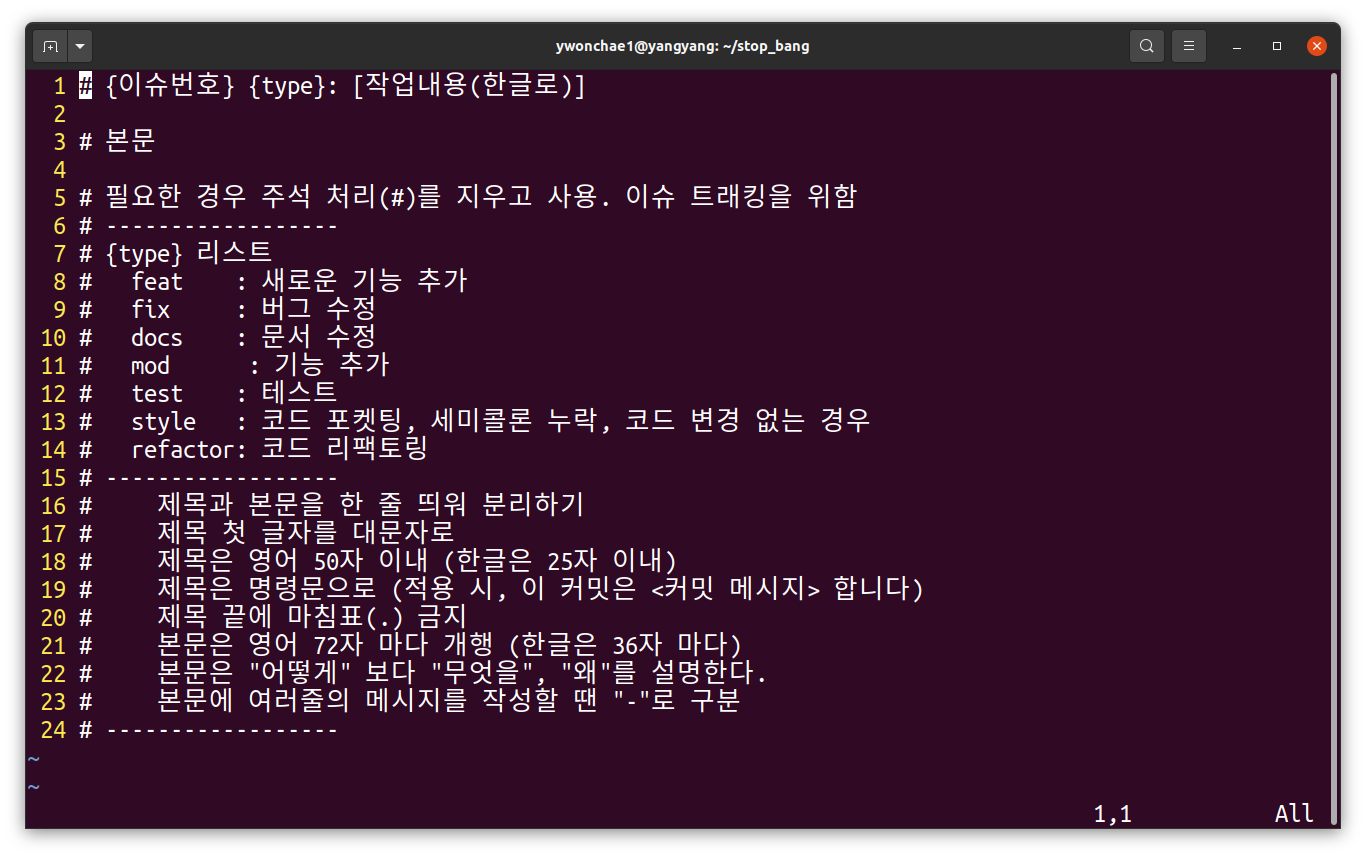 ywonchae1@yangyang: ~/stop_bang
1 # {이슈번호} {type}: [작업내용(한글로)]
2
3 # 본문
4
5 # 필요한 경우 주석 처리(#)를 지우고 사용. 이슈 트래킹을 위함
6 # ------------------
7 # {type} 리스트
8 #   feat    : 새로운 기능 추가
9 #   fix     : 버그 수정
10 #   docs    : 문서 수정
11 #   mod      : 기능 추가
12 #   test    : 테스트
13 #   style   : 코드 포켓팅, 세미콜론 누락, 코드 변경 없는 경우
14 #   refactor: 코드 리팩토링
15 # ------------------
16 #     제목과 본문을 한 줄 띄워 분리하기
17 #     제목 첫 글자를 대문자로
18 #     제목은 영어 50자 이내 (한글은 25자 이내)
19 #     제목은 명령문으로 (적용 시, 이 커밋은 <커밋 메시지> 합니다)
20 #     제목 끝에 마침표(.) 금지
21 #     본문은 영어 72자 마다 개행 (한글은 36자 마다)
22 #     본문은 "어떻게" 보다 "무엇을", "왜"를 설명한다.
23 #     본문에 여러줄의 메시지를 작성할 땐 "-"로 구분
24 # ------------------
~
~
1,1 All